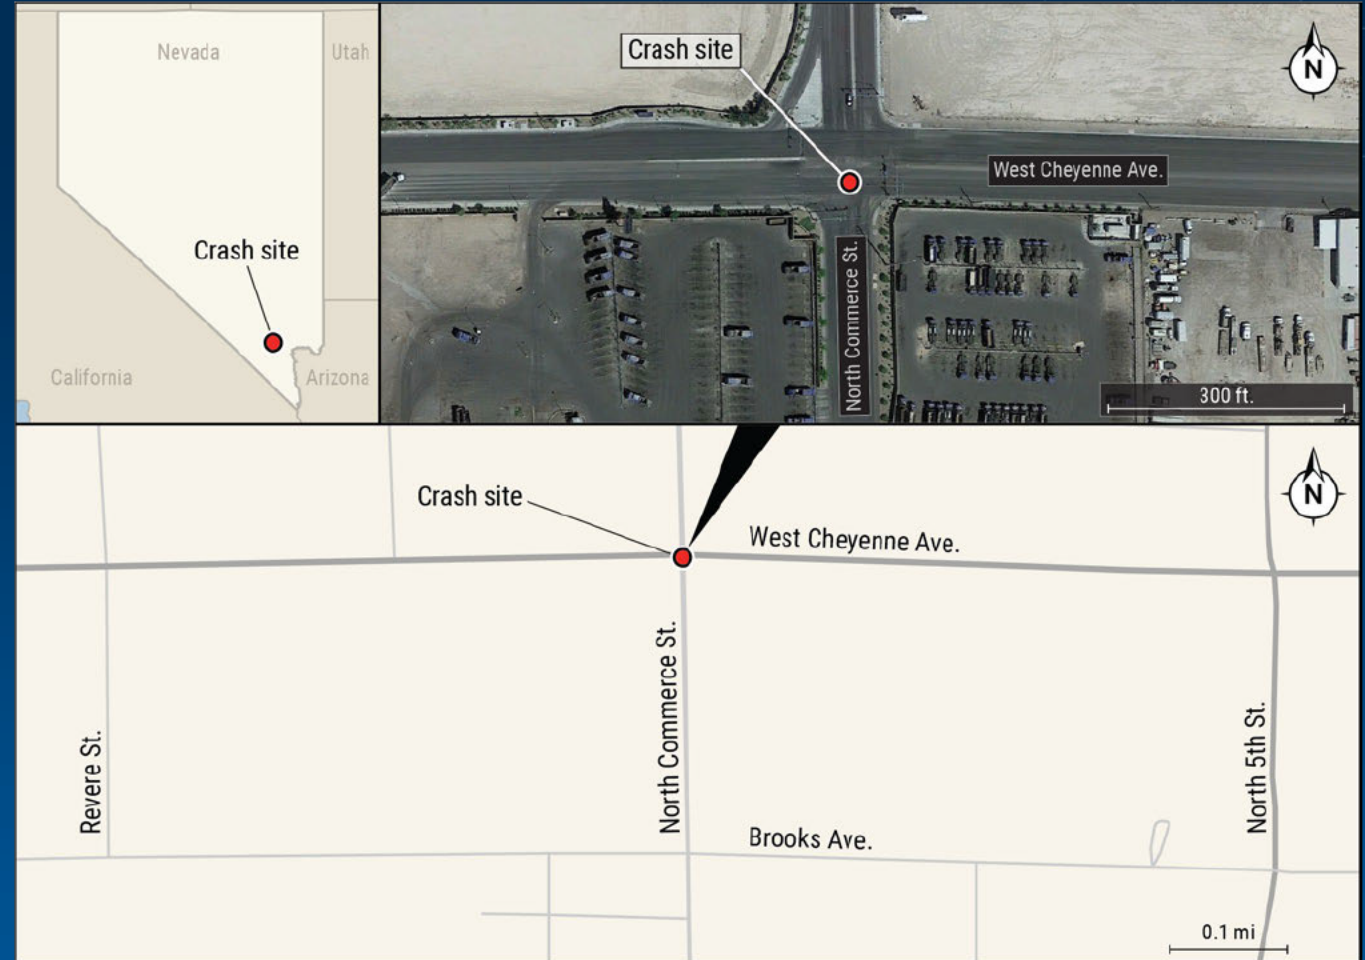 Nevada
Utah
Crash site
California
Arizona
Crash site
N
West Cheyenne Ave.
North Commerce St.
300 ft.
Crash site
N
West Cheyenne Ave.
Revere St.
North Commerce St.
North 5th St.
Brooks Ave.
0.1 mi